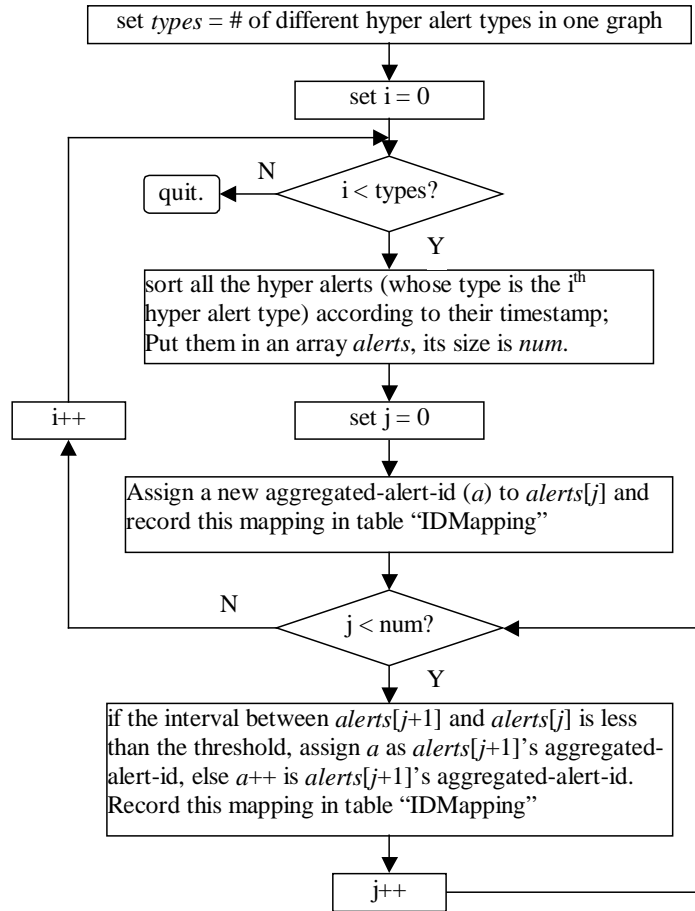 set types = # of different hyper alert types in one graph
set i = 0
N
quit.
i < types?
Y
sort all the hyper alerts (whose type is the ith
hyper alert type) according to their timestamp;
Put them in an array alerts, its size is num.
i++
set j = 0
Assign a new aggregated-alert-id (a) to alerts[j] and
record this mapping in table “IDMapping”
N
j < num?
Y
if the interval between alerts[j+1] and alerts[j] is less
than the threshold, assign a as alerts[j+1]’s aggregated-
alert-id, else a++ is alerts[j+1]’s aggregated-alert-id.
Record this mapping in table “IDMapping”
j++